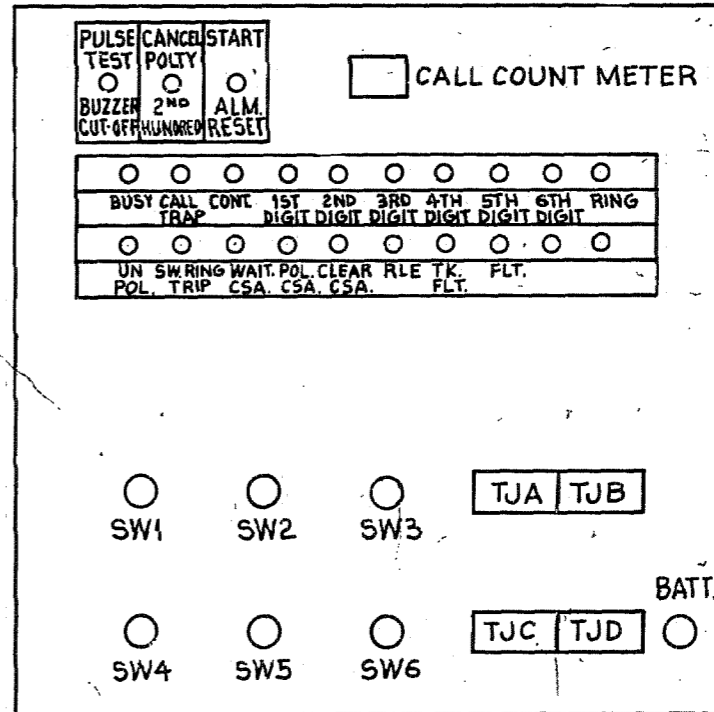 PULSE CANCEL START
TEST POLTY
BUZZER 2ND ALM.
CUT-OFF HUNDRED RESET
CALL COUNT METER
BUSY CALL CONT. 1ST 2ND 3RD 4TH 5TH 6TH RING
TRAP DIGIT DIGIT DIGIT DIGIT DIGIT DIGIT
UN SW. RING WAIT. POL. CLEAR RLE TK. FLT.
POL. TRIP CSA. CSA. CSA. FLT.
TJA TJB
SW1 SW2 SW3
BATT.
TJC TJD
SW4 SW5 SW6